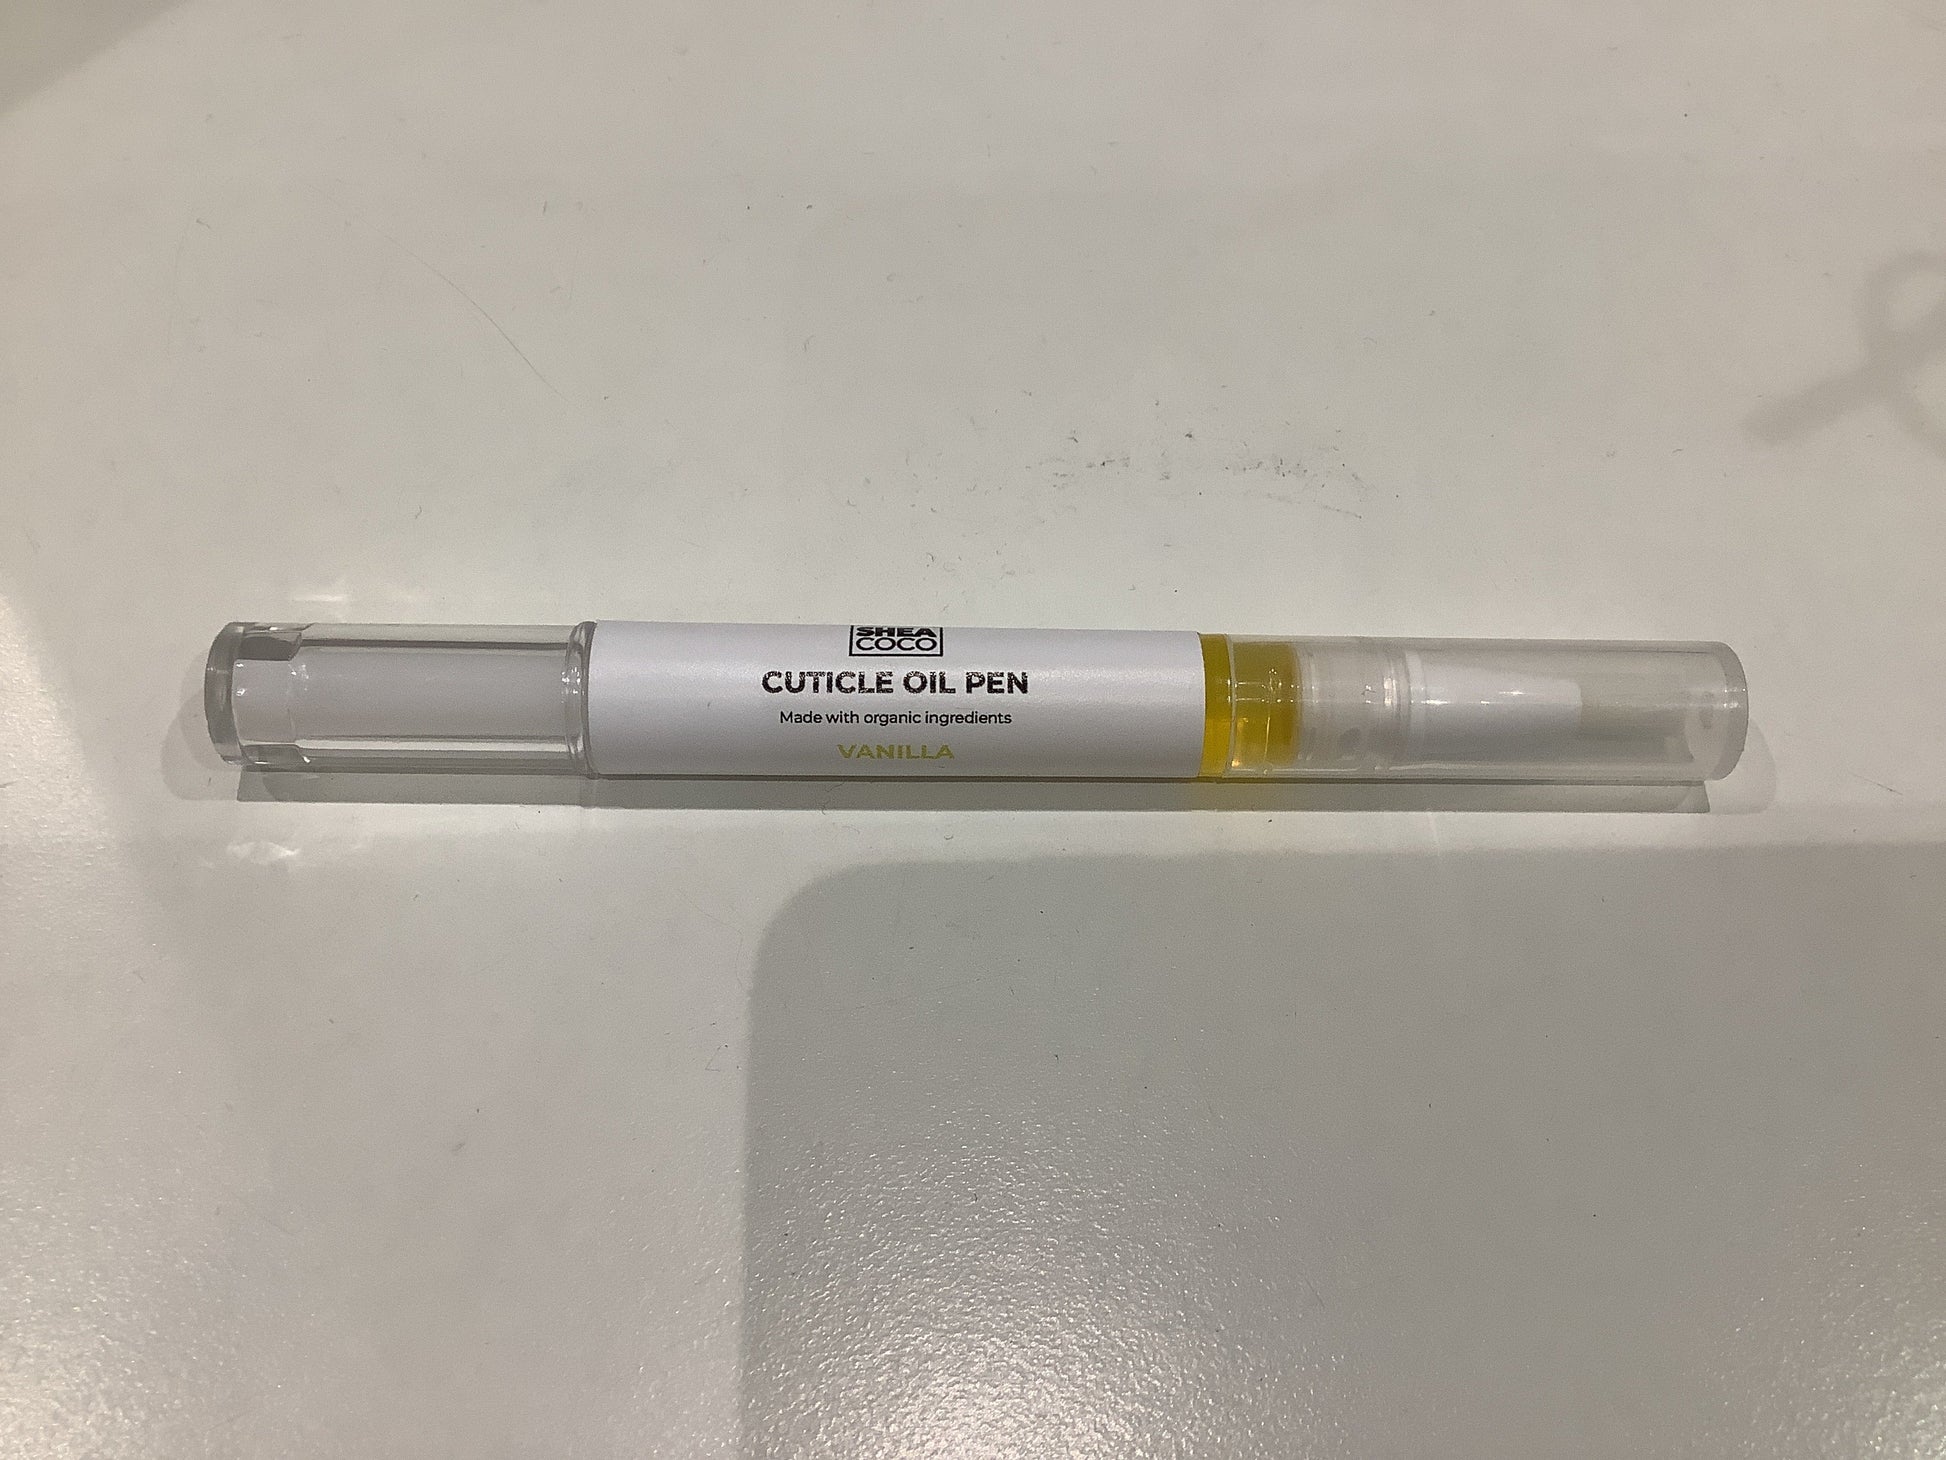 SHEA
COCO
CUTICLE OIL PEN
Made with organic ingredients
VANILLA